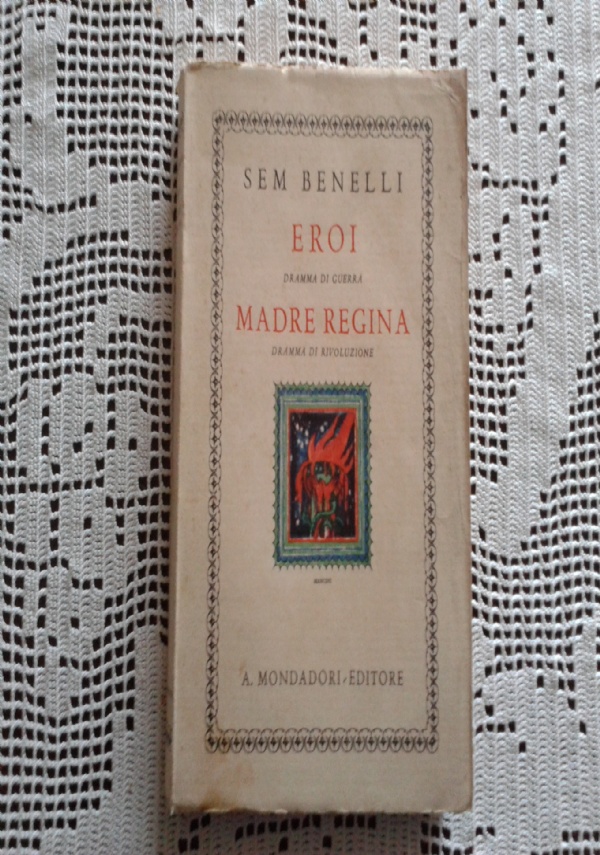 SEM BENELLI
EROI
DRAMMA DI GUERRA
MADRE REGINA
DRAMMA DI RIVOLUZIONE
A. MONDADORI · EDITORE